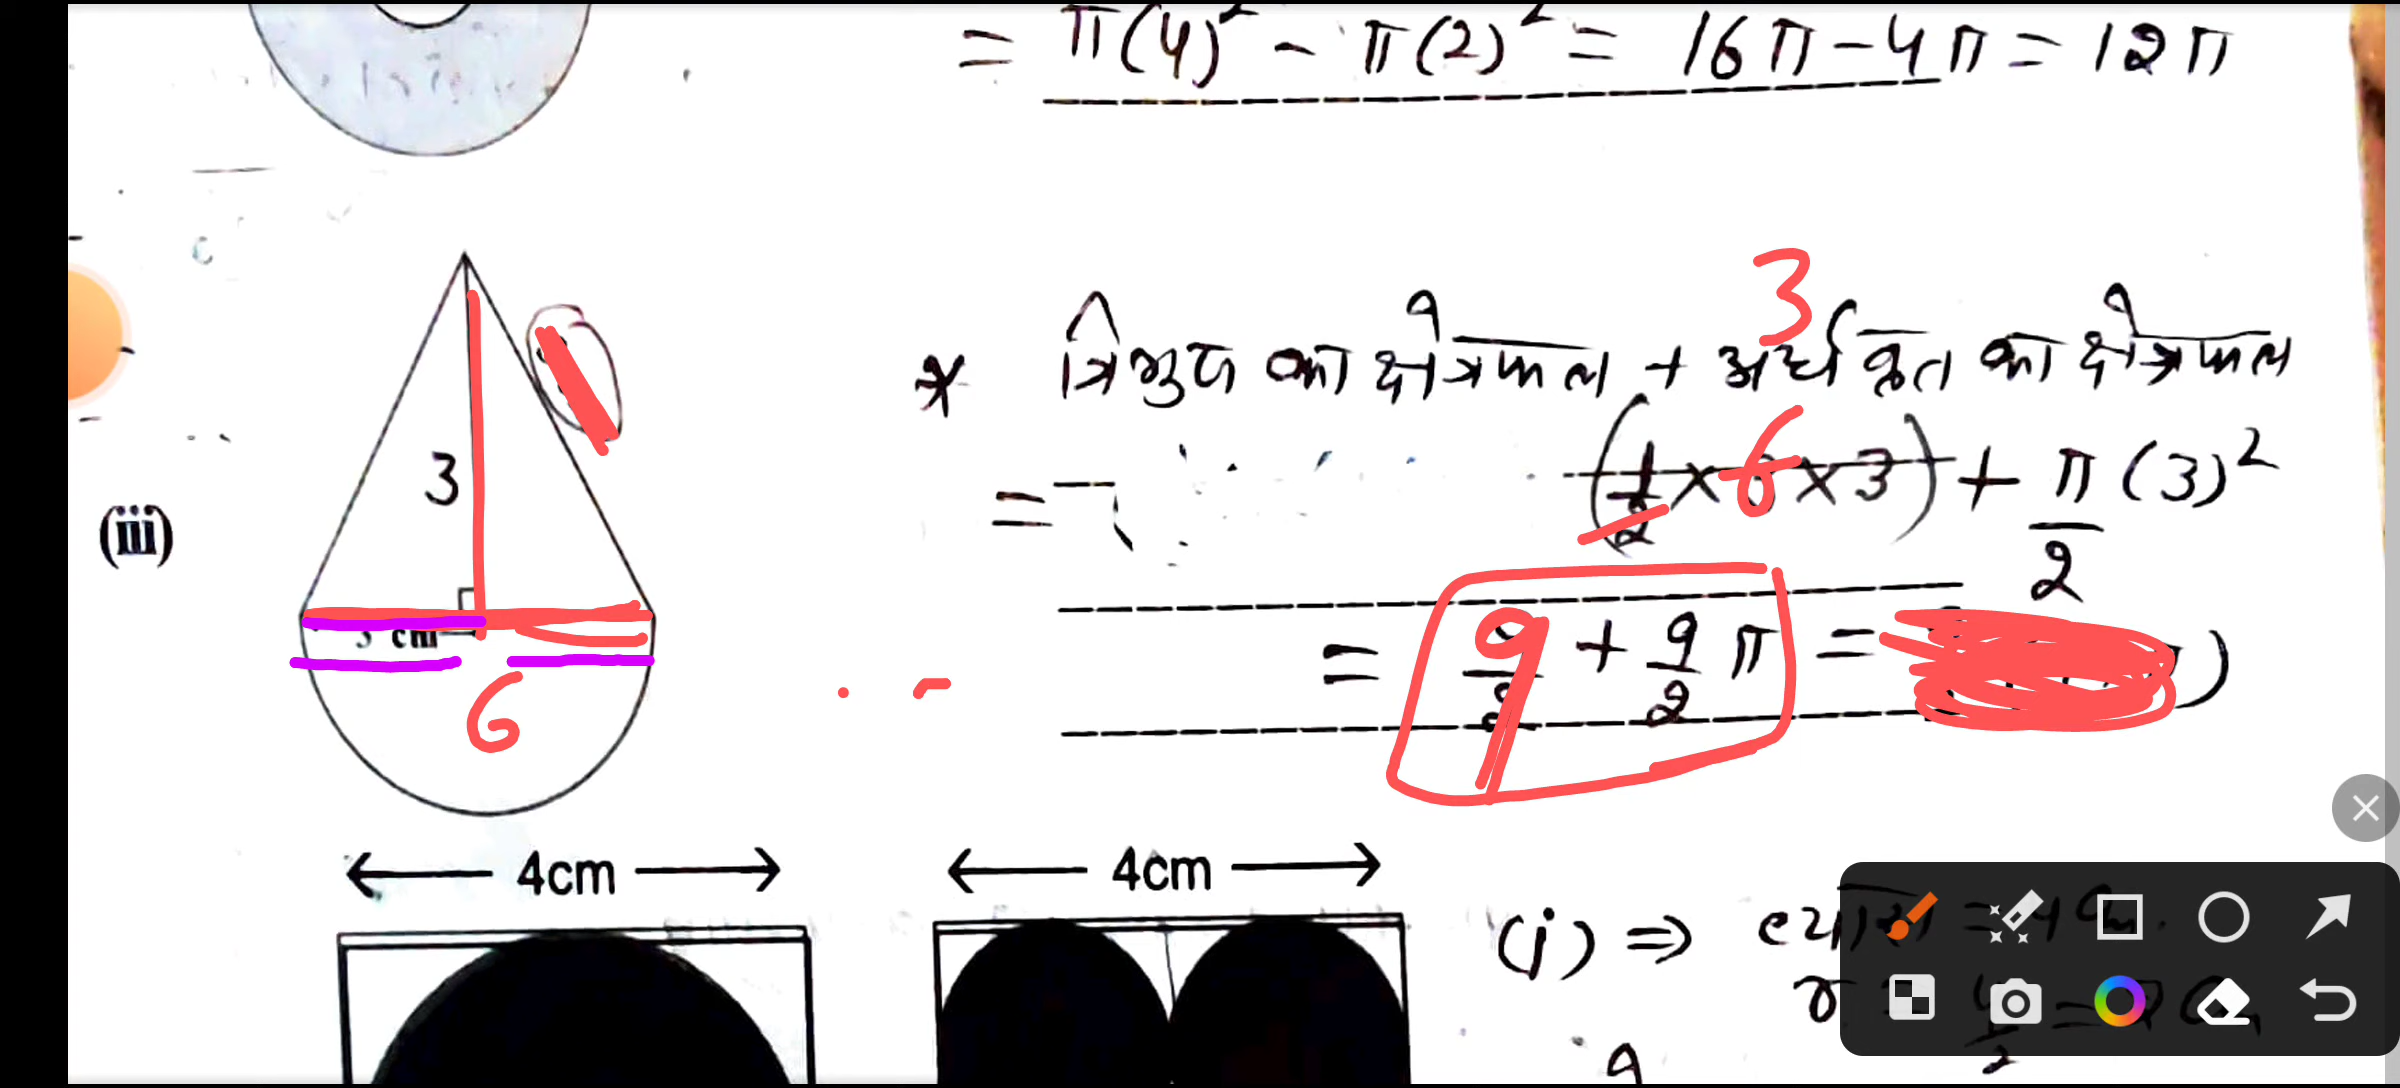 = π(4)² - π(2)² = 16π - 4π = 12π
3
* त्रिभुज का क्षेत्रफल + अर्धवृत का क्षेत्रफल
3
(iii)
= (1/2 × 6 × 3) + π/2 (3)²
3 cm
6
= 9 + 9/2 π =
4cm
4cm
(i) ⇒ व्यास = 4